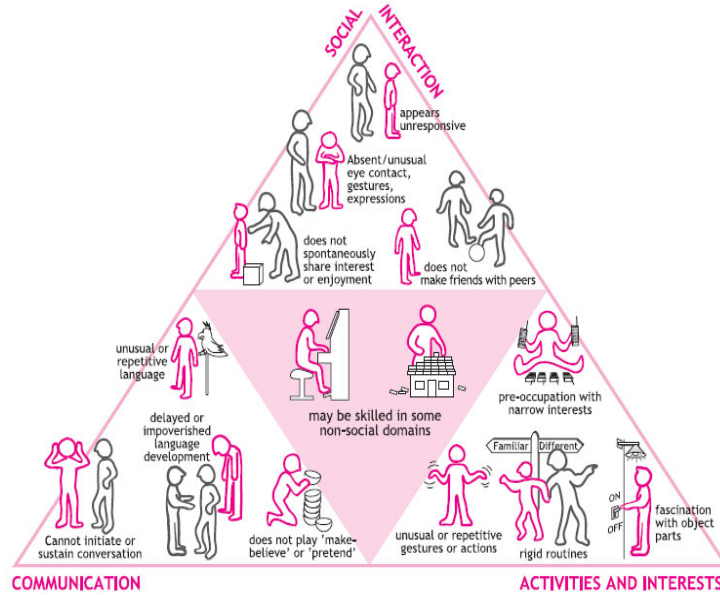 SOCIAL
INTERACTION
appears
unresponsive
Absent/unusual
eye contact,
gestures,
expressions
does not
spontaneously
share interest
or enjoyment
does not
make friends with peers
unusual or
repetitive
language
may be skilled in some
non-social domains
pre-occupation with
narrow interests
delayed or
impoverished
language
development
Familiar
Different
Cannot initiate or
sustain conversation
does not play 'make-
believe' or 'pretend'
unusual or repetitive
gestures or actions
rigid routines
ON
OFF
fascination
with object
parts
COMMUNICATION
ACTIVITIES AND INTERESTS